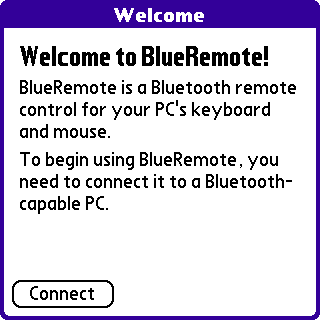 Welcome
Welcome to BlueRemote!
BlueRemote is a Bluetooth remote
control for your PC's keyboard
and mouse.
To begin using BlueRemote, you
need to connect it to a Bluetooth-
capable PC.
Connect